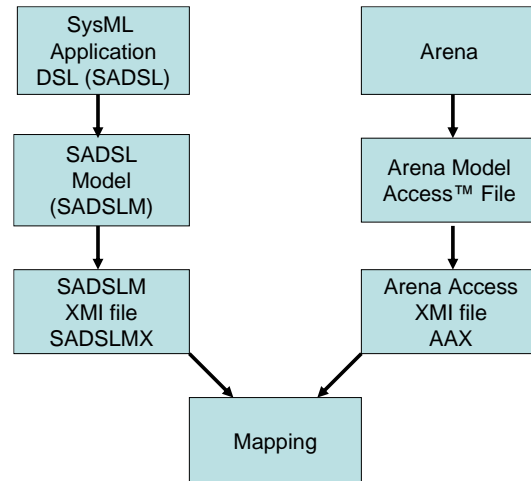 SysML
Application
DSL (SADSL)
Arena
SADSL
Model
(SADSLM)
Arena Model
Access™ File
SADSLM
XMI file
SADSLMX
Arena Access
XMI file
AAX
Mapping